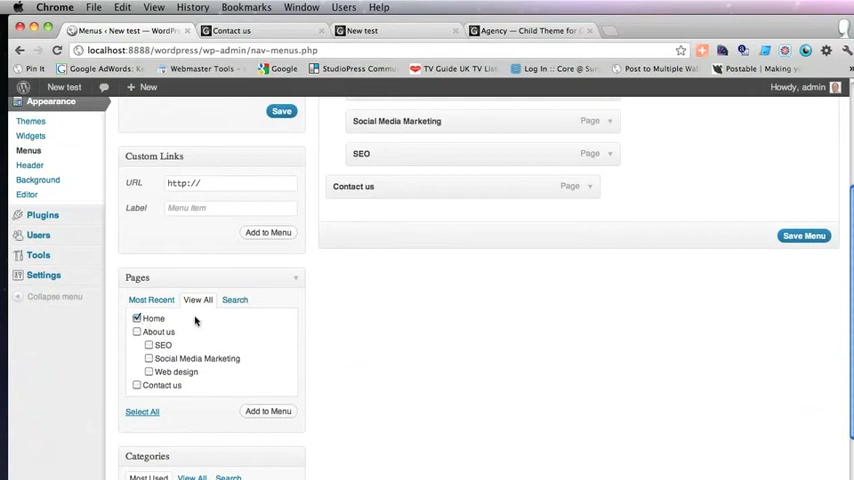 Chrome File Edit View History Bookmarks Window Users Help
Menus ‹ New test — WordPr
Contact us
New test
Agency — Child Theme for G
localhost:8888/wordpress/wp-admin/nav-menus.php
Pin It
Google AdWords: Ke
Webmaster Tools -
Google
StudioPress Commu
TV Guide UK TV List
Log In :: Core @ Su
Post to Multiple Wa
Postable | Making yo
New test + New
Howdy, admin
Appearance
Themes
Widgets
Menus
Header
Background
Editor
Plugins
Users
Tools
Settings
Collapse menu
Save
Custom Links
URL http://
Label Menu Item
Add to Menu
Pages
Most Recent View All Search
Home
About us
SEO
Social Media Marketing
Web design
Contact us
Select All Add to Menu
Categories
Most Used View All Search
Social Media Marketing Page
SEO Page
Contact us Page
Save Menu